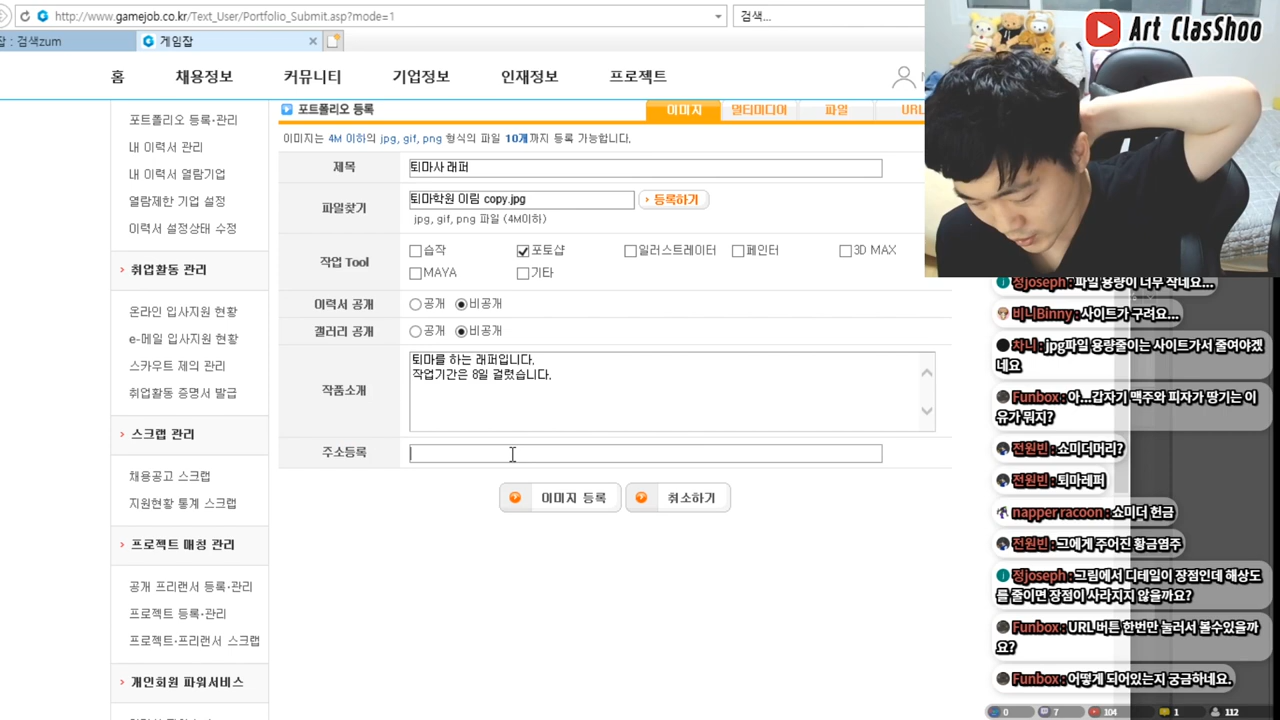 http://www.gamejob.co.kr/Text_User/Portfolio_Submit.asp?mode=1
검색...
잡 : 검색zum
게임잡
Art ClasShoo
홈 채용정보 커뮤니티 기업정보 인재정보 프로젝트
포트폴리오 등록·관리
내 이력서 관리
내 이력서 열람기업
열람제한 기업 설정
이력서 설정상태 수정
취업활동 관리
온라인 입사지원 현황
e-메일 입사지원 현황
스카우트 제의 관리
취업활동 증명서 발급
스크랩 관리
채용공고 스크랩
지원현황 통계 스크랩
프로젝트 매칭 관리
공개 프리랜서 등록·관리
프로젝트 등록·관리
프로젝트·프리랜서 스크랩
개인회원 파워서비스
포트폴리오 등록
이미지 멀티미디어 파일 URL
이미지는 4M 이하의 jpg, gif, png 형식의 파일 10개까지 등록 가능합니다.
제목 퇴마사 래퍼
파일찾기 퇴마학원 이림 copy.jpg 등록하기
jpg, gif, png 파일 (4M이하)
작업 Tool 습작 포토샵 일러스트레이터 페인터 3D MAX
MAYA 기타
이력서 공개 공개 비공개
갤러리 공개 공개 비공개
작품소개
퇴마를 하는 래퍼입니다.
작업기간은 8일 걸렸습니다.
주소등록
이미지 등록 취소하기
정joseph : 파일 용량이 너무 작네요...
비니Binny : 사이트가 구려요...
차니 : jpg파일 용량줄이는 사이트가서 줄여야겠
네요
Funbox : 아...갑자기 맥주와 피자가 땅기는 이
유가 뭐지?
전원빈 : 쇼미더머리?
전원빈 : 퇴마레퍼
napper racoon : 쇼미더 헌금
전원빈 : 그에게 주어진 황금염주
정joseph : 그림에서 디테일이 장점인데 해상도
를 줄이면 장점이 사라지지 않을까요?
Funbox : URL 버튼 한번만 눌러서 볼수있을까
요?
Funbox : 어떻게 되어있는지 궁금하네요.
0 7 104 1 112